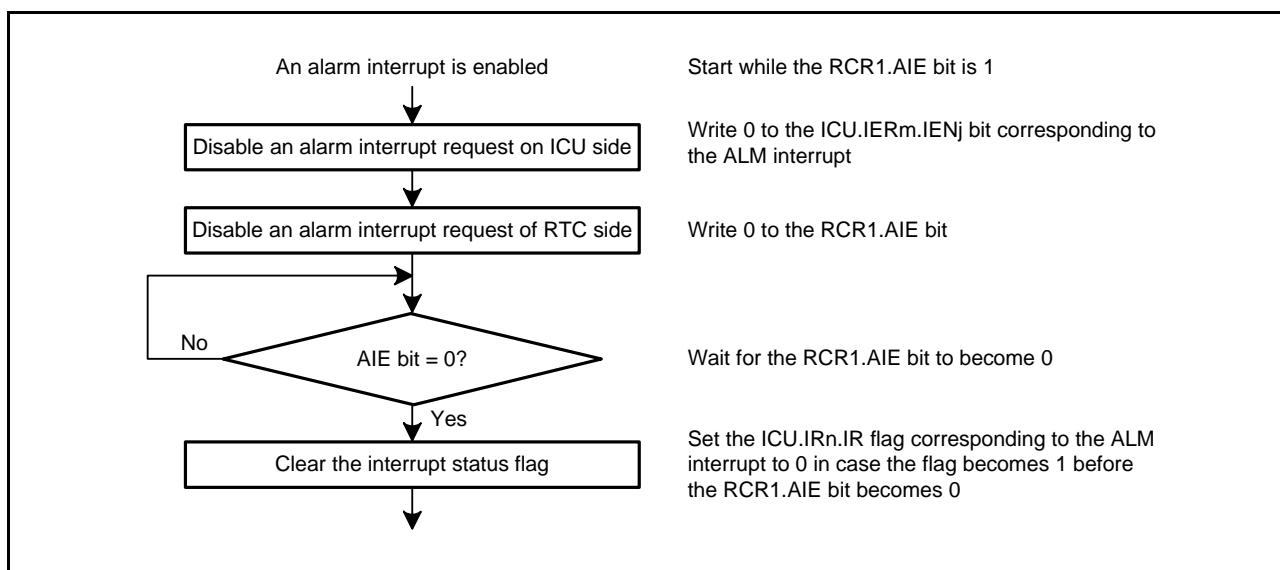 An alarm interrupt is enabled
Start while the RCR1.AIE bit is 1
Disable an alarm interrupt request on ICU side
Write 0 to the ICU.IERm.IENj bit corresponding to
the ALM interrupt
Disable an alarm interrupt request of RTC side
Write 0 to the RCR1.AIE bit
No
AIE bit = 0?
Wait for the RCR1.AIE bit to become 0
Yes
Clear the interrupt status flag
Set the ICU.IRn.IR flag corresponding to the ALM
interrupt to 0 in case the flag becomes 1 before
the RCR1.AIE bit becomes 0